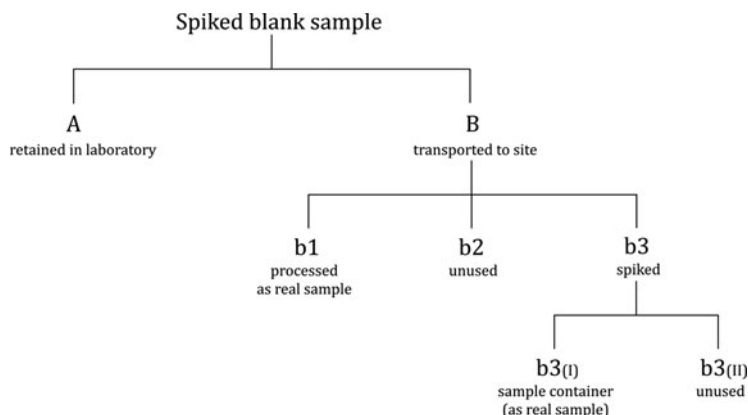 Spiked blank sample
A
retained in laboratory
B
transported to site
b1
processed
as real sample
b2
unused
b3
spiked
b3(I)
sample container
(as real sample)
b3(II)
unused